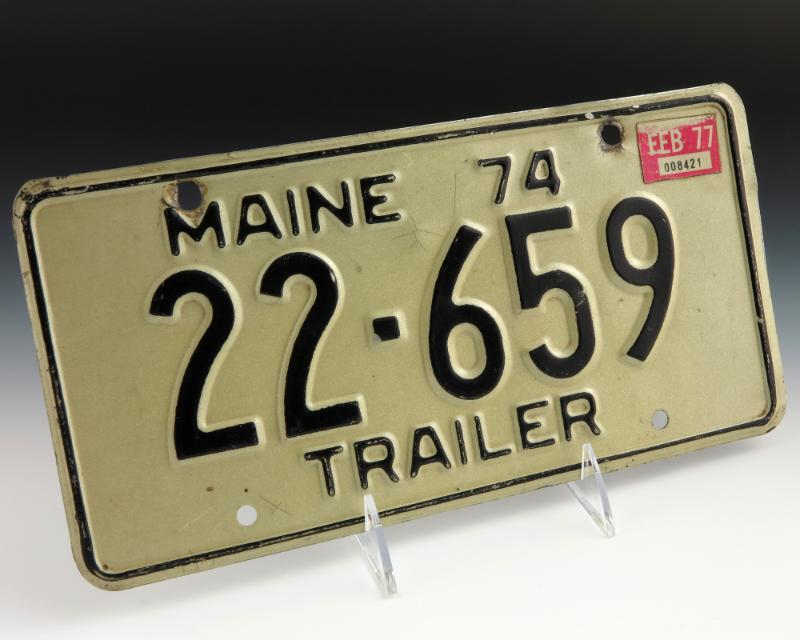 MAINE 74
FEB 77
008421
22-659
TRAILER